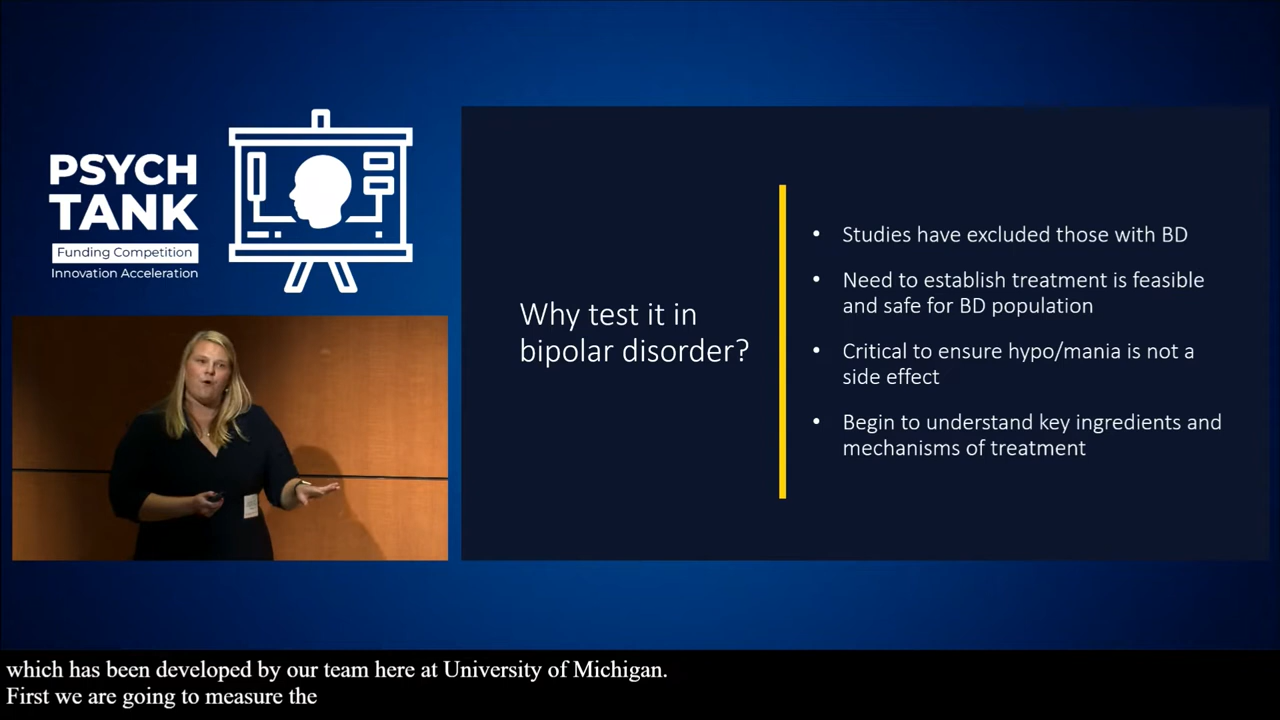 PSYCH
TANK
Funding Competition
Innovation Acceleration
Why test it in
bipolar disorder?
• Studies have excluded those with BD
• Need to establish treatment is feasible
and safe for BD population
• Critical to ensure hypo/mania is not a
side effect
• Begin to understand key ingredients and
mechanisms of treatment
which has been developed by our team here at University of Michigan.
First we are going to measure the